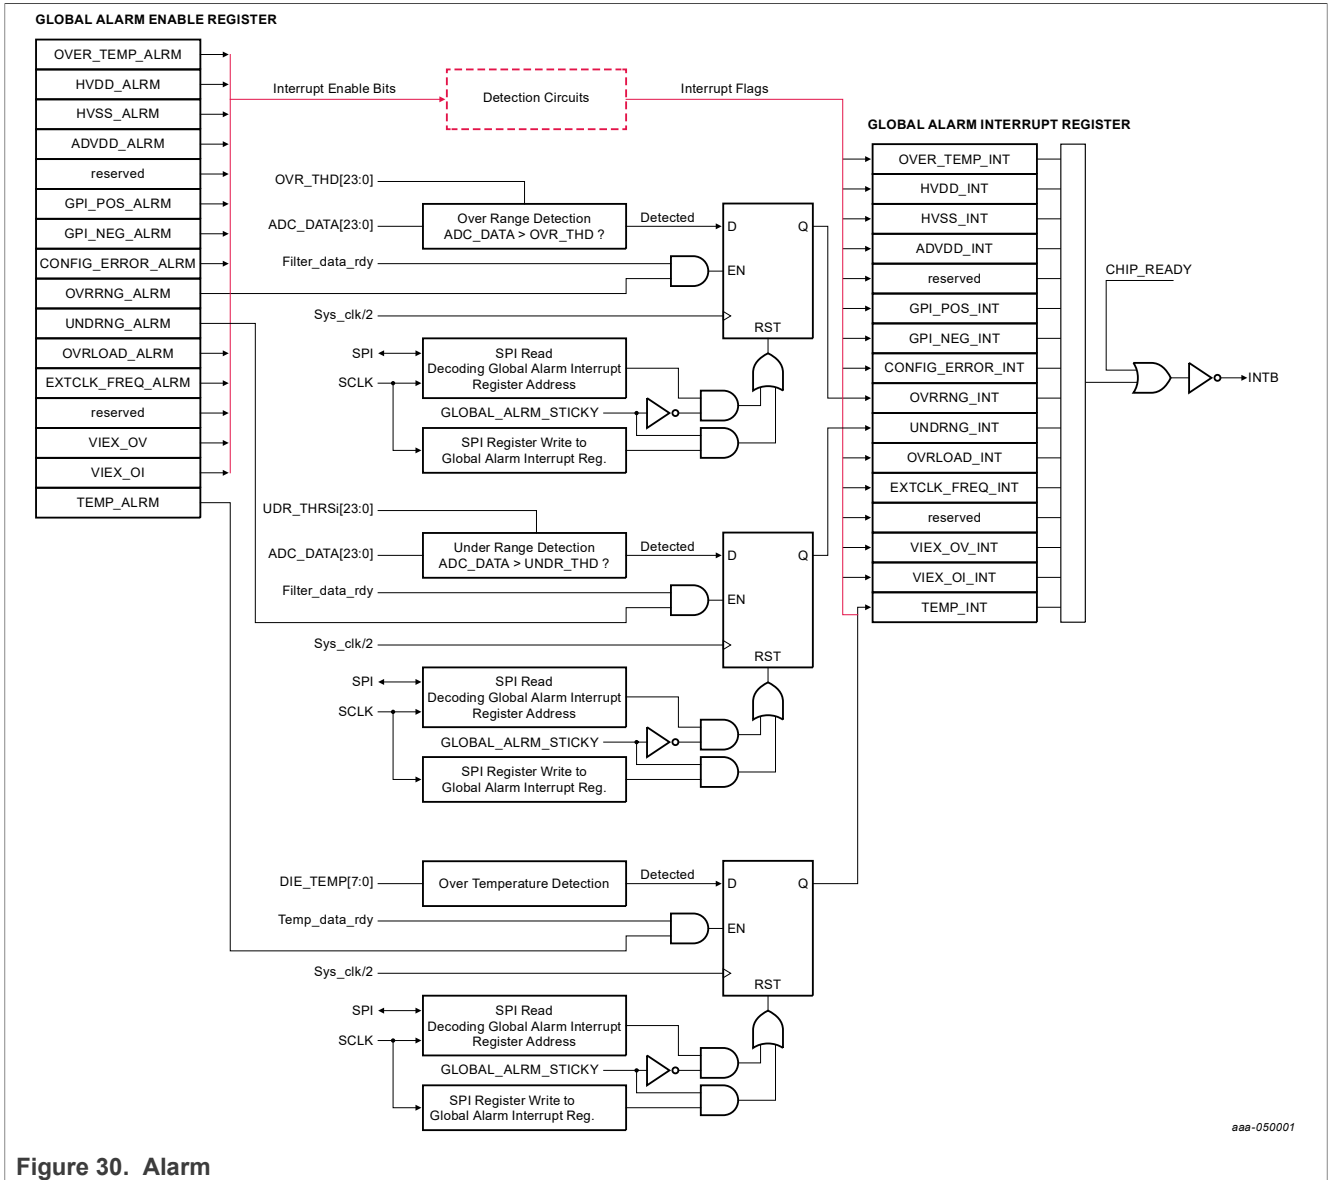 GLOBAL ALARM ENABLE REGISTER
OVER_TEMP_ALRM
HVDD_ALRM
HVSS_ALRM
ADVDD_ALRM
reserved
GPI_POS_ALRM
GPI_NEG_ALRM
CONFIG_ERROR_ALRM
OVRRNG_ALRM
UNDRNG_ALRM
OVRLOAD_ALRM
EXTCLK_FREQ_ALRM
reserved
VIEX_OV
VIEX_OI
TEMP_ALRM
Interrupt Enable Bits
Detection Circuits
Interrupt Flags
OVR_THD[23:0]
ADC_DATA[23:0]
Over Range Detection
ADC_DATA > OVR_THD ?
Detected
D
Q
Filter_data_rdy
EN
Sys_clk/2
RST
SPI
SCLK
SPI Read
Decoding Global Alarm Interrupt
Register Address
GLOBAL_ALRM_STICKY
SPI Register Write to
Global Alarm Interrupt Reg.
UDR_THRSi[23:0]
ADC_DATA[23:0]
Under Range Detection
ADC_DATA > UNDR_THD ?
Detected
D
Q
Filter_data_rdy
EN
Sys_clk/2
RST
SPI
SCLK
SPI Read
Decoding Global Alarm Interrupt
Register Address
GLOBAL_ALRM_STICKY
SPI Register Write to
Global Alarm Interrupt Reg.
DIE_TEMP[7:0]
Over Temperature Detection
Detected
D
Q
Temp_data_rdy
EN
Sys_clk/2
RST
SPI
SCLK
SPI Read
Decoding Global Alarm Interrupt
Register Address
GLOBAL_ALRM_STICKY
SPI Register Write to
Global Alarm Interrupt Reg.
GLOBAL ALARM INTERRUPT REGISTER
OVER_TEMP_INT
HVDD_INT
HVSS_INT
ADVDD_INT
reserved
GPI_POS_INT
GPI_NEG_INT
CONFIG_ERROR_INT
OVRRNG_INT
UNDRNG_INT
OVRLOAD_INT
EXTCLK_FREQ_INT
reserved
VIEX_OV_INT
VIEX_OI_INT
TEMP_INT
CHIP_READY
INTB
aaa-050001
Figure 30. Alarm